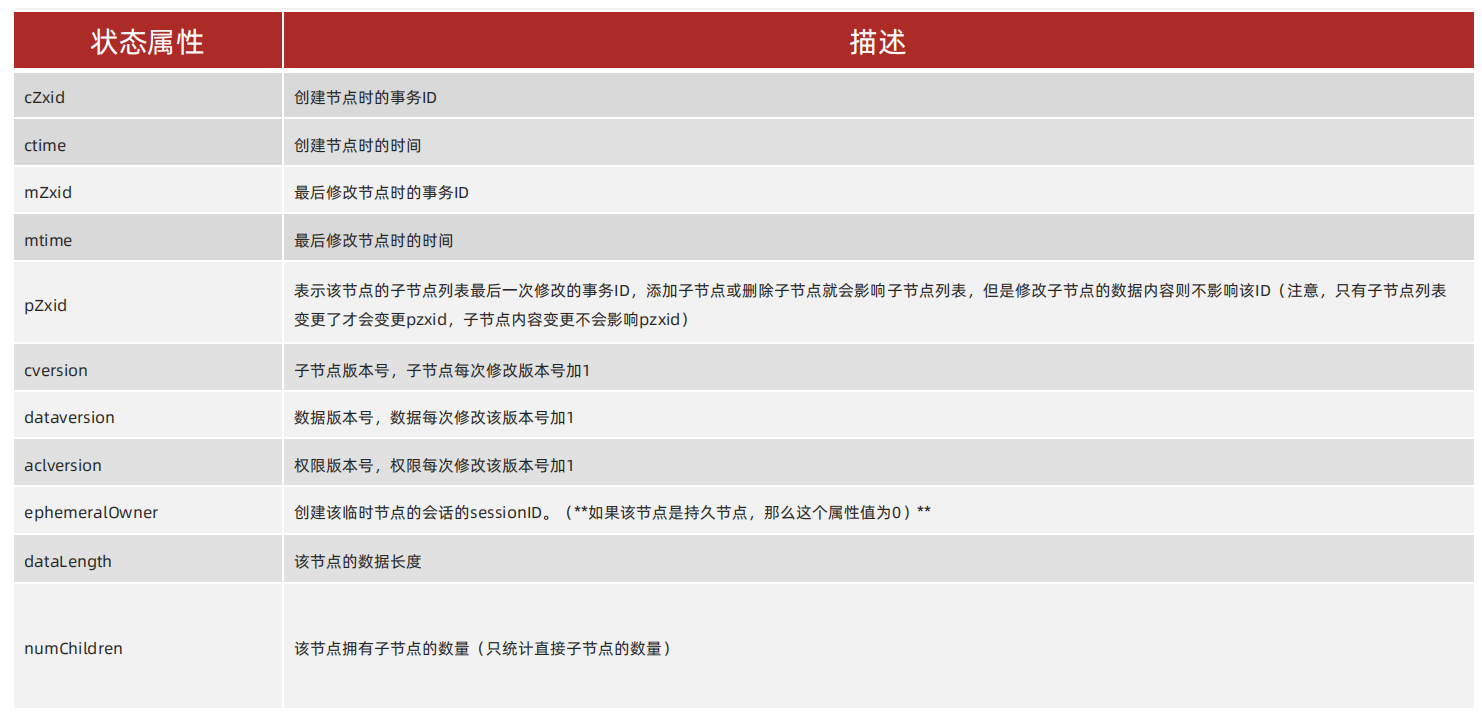 状态属性 描述
cZxid 创建节点时的事务ID
ctime 创建节点时的时间
mZxid 最后修改节点时的事务ID
mtime 最后修改节点时的时间
pZxid 表示该节点的子节点列表最后一次修改的事务ID，添加子节点或删除子节点就会影响子节点列表，但是修改子节点的数据内容则不影响该ID（注意，只有子节点列表
变更了才会变更pzxid，子节点内容变更不会影响pzxid）
cversion 子节点版本号，子节点每次修改版本号加1
dataversion 数据版本号，数据每次修改该版本号加1
aclversion 权限版本号，权限每次修改该版本号加1
ephemeralOwner 创建该临时节点的会话的sessionID。（**如果该节点是持久节点，那么这个属性值为0）**
dataLength 该节点的数据长度
numChildren 该节点拥有子节点的数量（只统计直接子节点的数量）